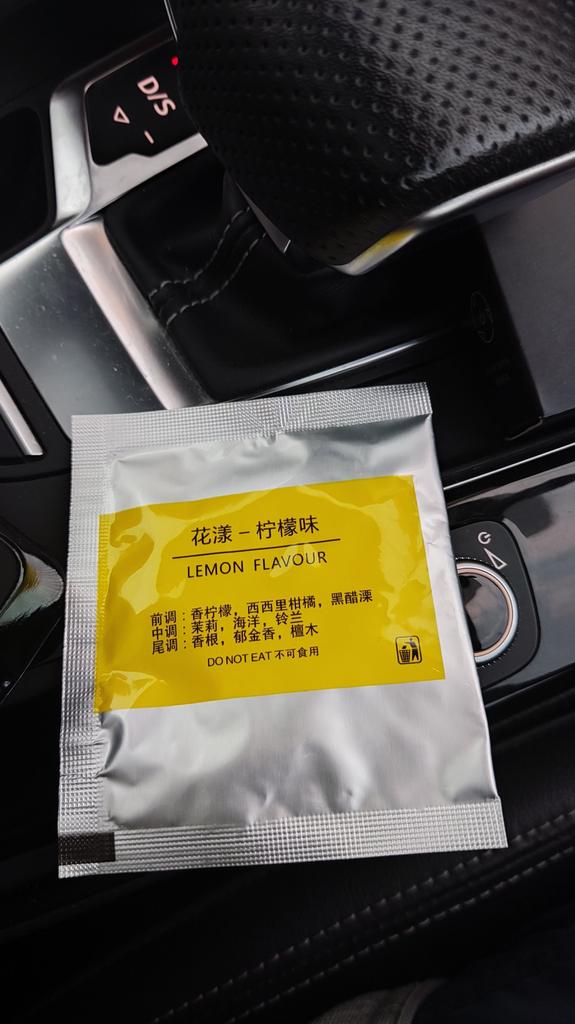 D/S
花漾 – 柠檬味
LEMON FLAVOUR
前调：香柠檬，西西里柑橘，黑醋溧
中调：茉莉，海洋，铃兰
尾调：香根，郁金香，檀木
DO NOT EAT 不可食用